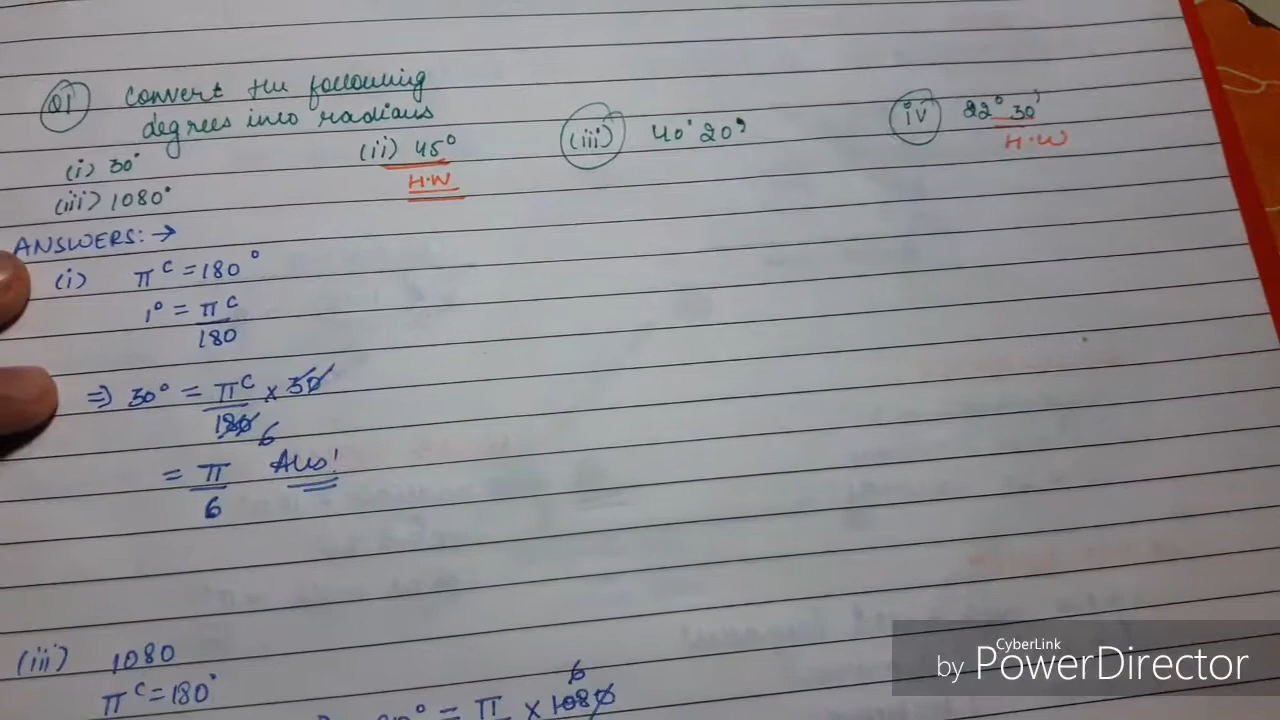 Q1 Convert the following
degrees into radians
(i) 30° (ii) 45°
H.W
(iii) 1080°
(iii) 40° 20'
iv 22° 30'
H.W
ANSWERS: →
(i) π^c = 180°
1° = π^c
180
⇒ 30° = π^c × 30
180 6
= π Ans!
6
(iii) 1080
π^c = 180°
6
0° = π × 1080
CyberLink
by PowerDirector